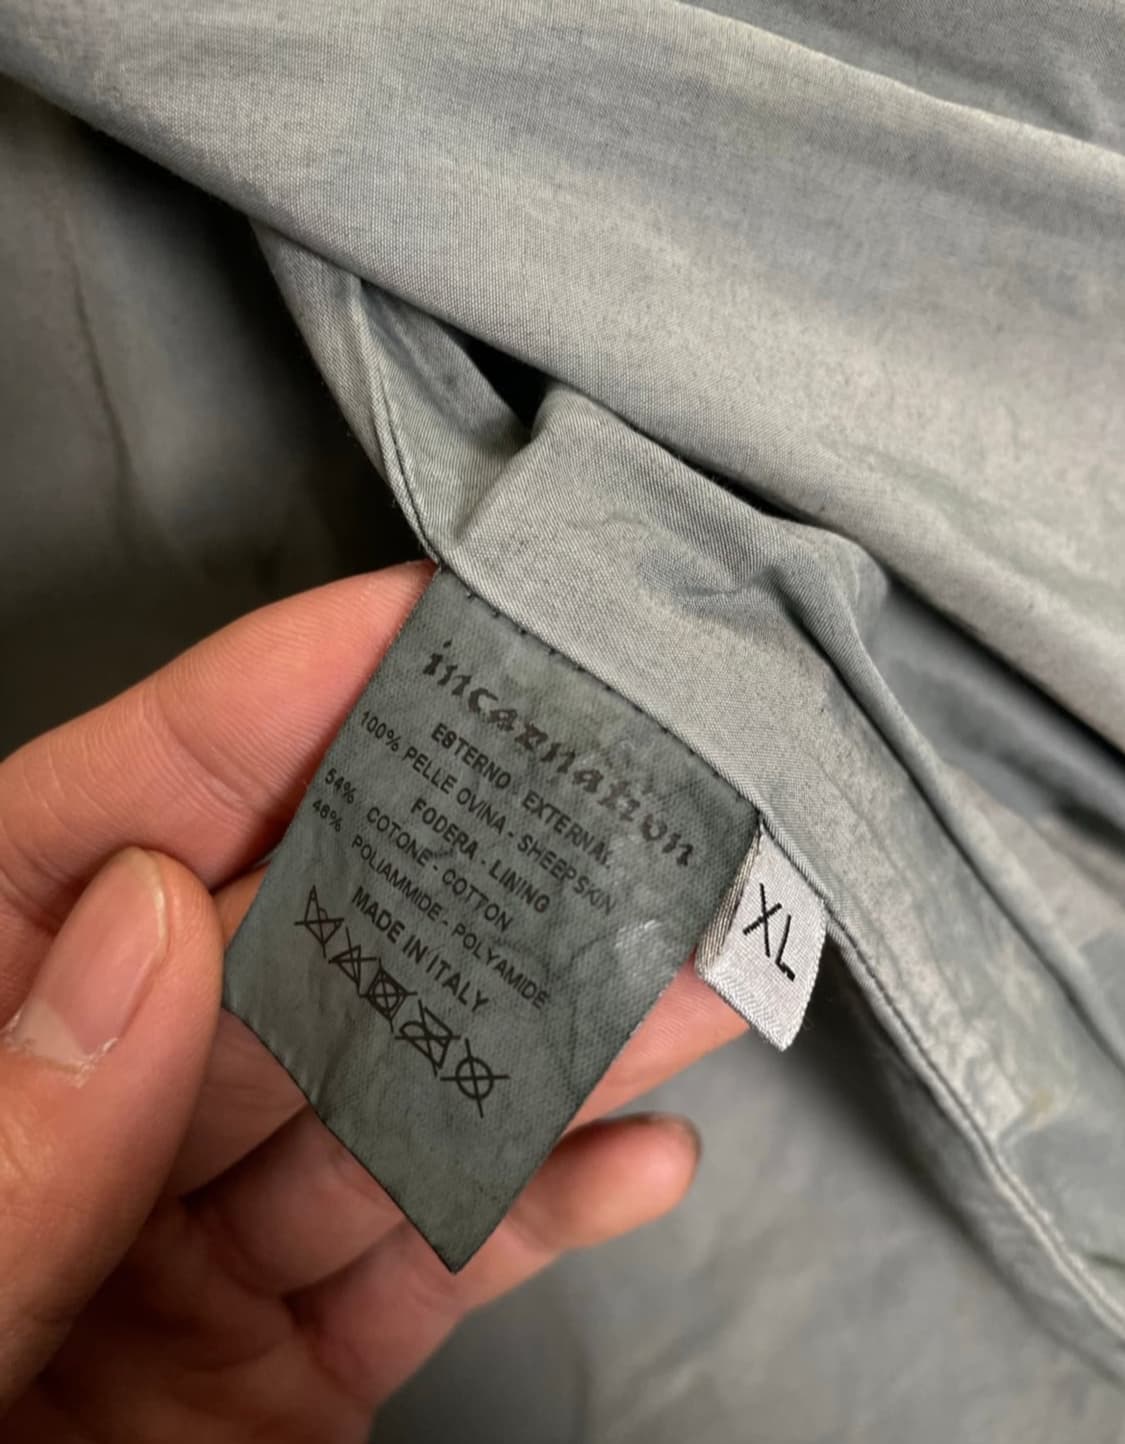 incarnation
ESTERNO EXTERNAL
100% PELLE OVINA - SHEEPSKIN
FODERA - LINING
54% COTONE - COTTON
46% POLIAMMIDE - POLYAMIDE
MADE IN ITALY
XL